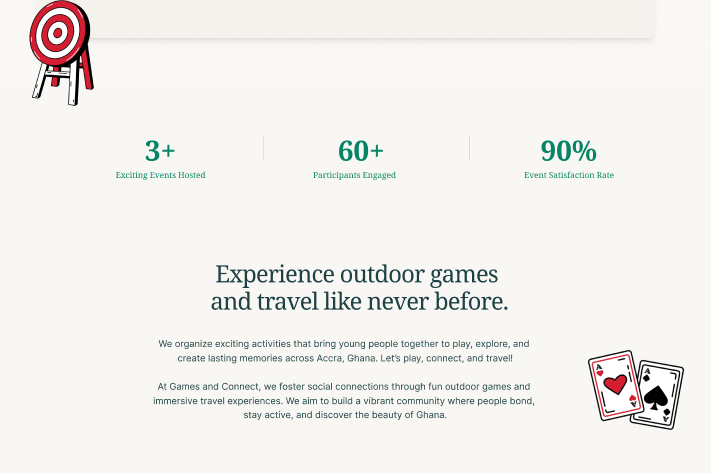 3+
60+
90%
Exciting Events Hosted
Participants Engaged
Event Satisfaction Rate
Experience outdoor games
and travel like never before.
We organize exciting activities that bring young people together to play, explore, and
create lasting memories across Accra, Ghana. Let's play, connect, and travel!
At Games and Connect, we foster social connections through fun outdoor games and
immersive travel experiences. We aim to build a vibrant community where people bond,
stay active, and discover the beauty of Ghana.
A
A
A
A